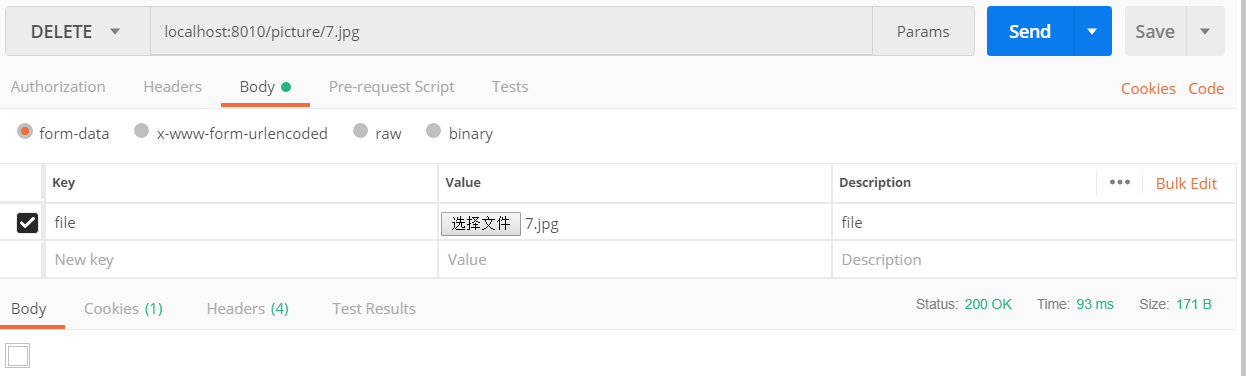 DELETE localhost:8010/picture/7.jpg Params Send Save
Authorization Headers Body Pre-request Script Tests Cookies Code
form-data x-www-form-urlencoded raw binary
Key Value Description ••• Bulk Edit
file 选择文件 7.jpg file
New key Value Description
Body Cookies (1) Headers (4) Test Results Status: 200 OK Time: 93 ms Size: 171 B